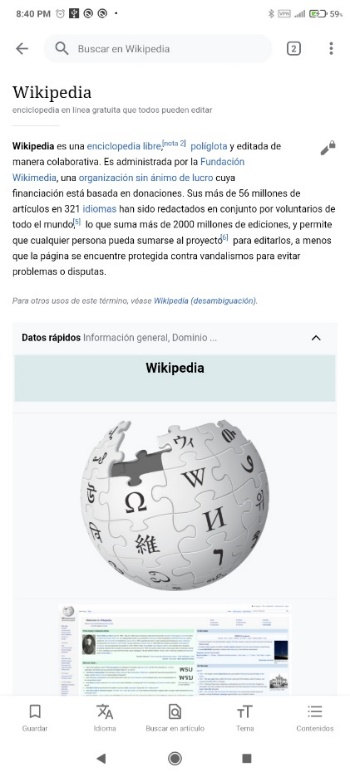 8:40 PM
59%
Buscar en Wikipedia
2
Wikipedia
enciclopedia en línea gratuita que todos pueden editar
Wikipedia es una enciclopedia libre,[nota 2] políglota y editada de
manera colaborativa. Es administrada por la Fundación
Wikimedia, una organización sin ánimo de lucro cuya
financiación está basada en donaciones. Sus más de 56 millones de
artículos en 321 idiomas han sido redactados en conjunto por voluntarios de
todo el mundo,[5] lo que suma más de 2000 millones de ediciones, y permite
que cualquier persona pueda sumarse al proyecto[6] para editarlos, a menos
que la página se encuentre protegida contra vandalismos para evitar
problemas o disputas.
Para otros usos de este término, véase Wikipedia (desambiguación).
Datos rápidos Información general, Dominio ...
Wikipedia
ウィ
Ω W
維 И
Guardar Idioma Buscar en artículo Tema Contenidos